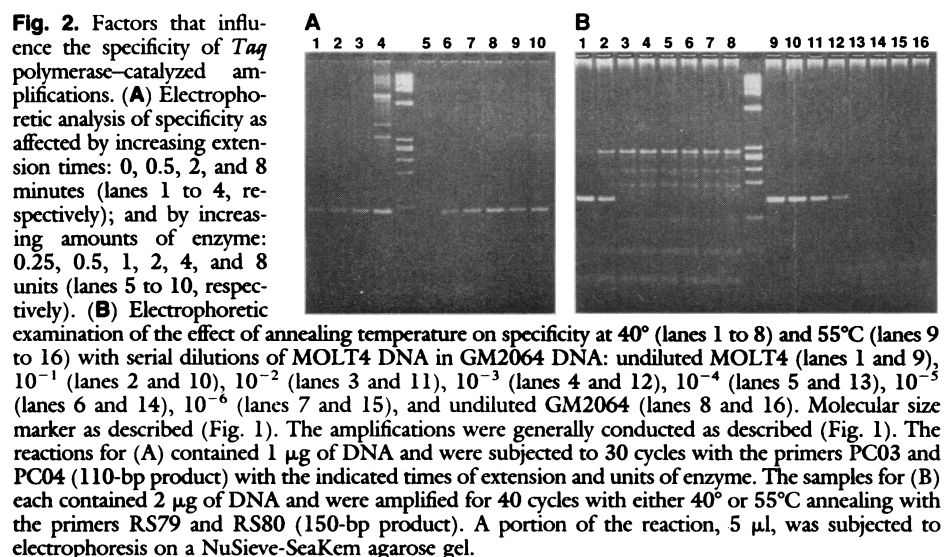 Fig. 2. Factors that influ-
ence the specificity of Taq
polymerase–catalyzed am-
plifications. (A) Electropho-
retic analysis of specificity as
affected by increasing exten-
sion times: 0, 0.5, 2, and 8
minutes (lanes 1 to 4, re-
spectively); and by increas-
ing amounts of enzyme:
0.25, 0.5, 1, 2, 4, and 8
units (lanes 5 to 10, respec-
tively). (B) Electrophoretic
A
1 2 3 4 5 6 7 8 9 10
B
1 2 3 4 5 6 7 8 9 10 11 12 13 14 15 16
examination of the effect of annealing temperature on specificity at 40° (lanes 1 to 8) and 55°C (lanes 9
to 16) with serial dilutions of MOLT4 DNA in GM2064 DNA: undiluted MOLT4 (lanes 1 and 9),
10⁻¹ (lanes 2 and 10), 10⁻² (lanes 3 and 11), 10⁻³ (lanes 4 and 12), 10⁻⁴ (lanes 5 and 13), 10⁻⁵
(lanes 6 and 14), 10⁻⁶ (lanes 7 and 15), and undiluted GM2064 (lanes 8 and 16). Molecular size
marker as described (Fig. 1). The amplifications were generally conducted as described (Fig. 1). The
reactions for (A) contained 1 μg of DNA and were subjected to 30 cycles with the primers PC03 and
PC04 (110-bp product) with the indicated times of extension and units of enzyme. The samples for (B)
each contained 2 μg of DNA and were amplified for 40 cycles with either 40° or 55°C annealing with
the primers RS79 and RS80 (150-bp product). A portion of the reaction, 5 μl, was subjected to
electrophoresis on a NuSieve-SeaKem agarose gel.